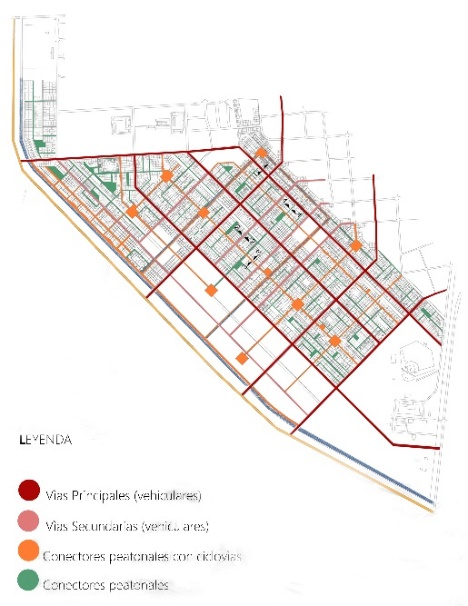 LEYENDA
Vias Principales (vehiculares)
Vias Secundarias (vehiculares)
Conectores peatonales con ciclovias
Conectores peatonales